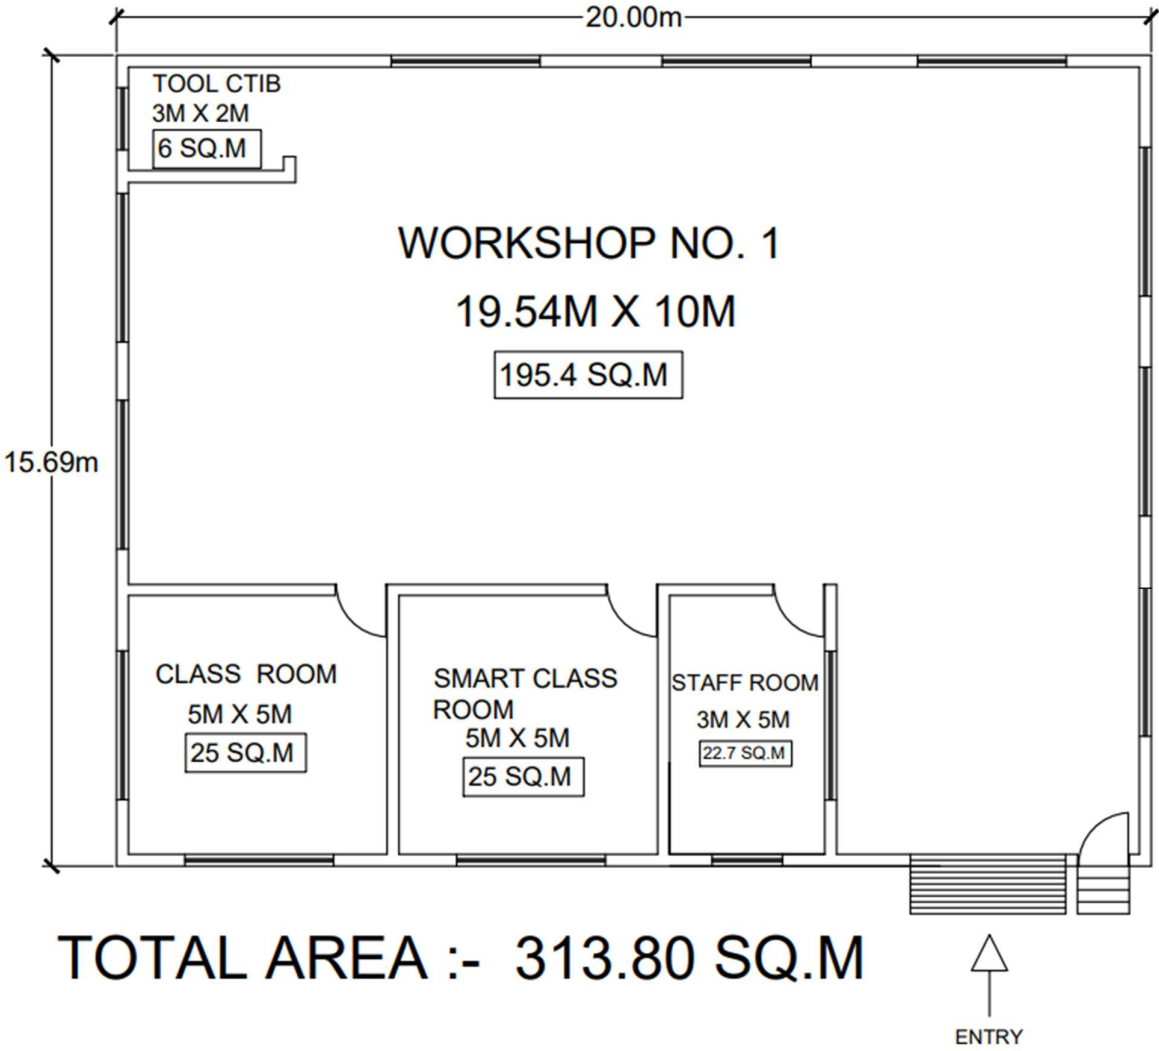 20.00m
TOOL CTIB
3M X 2M
6 SQ.M
WORKSHOP NO. 1
19.54M X 10M
195.4 SQ.M
15.69m
CLASS ROOM
5M X 5M
25 SQ.M
SMART CLASS
ROOM
5M X 5M
25 SQ.M
STAFF ROOM
3M X 5M
22.7 SQ.M
TOTAL AREA :- 313.80 SQ.M
ENTRY